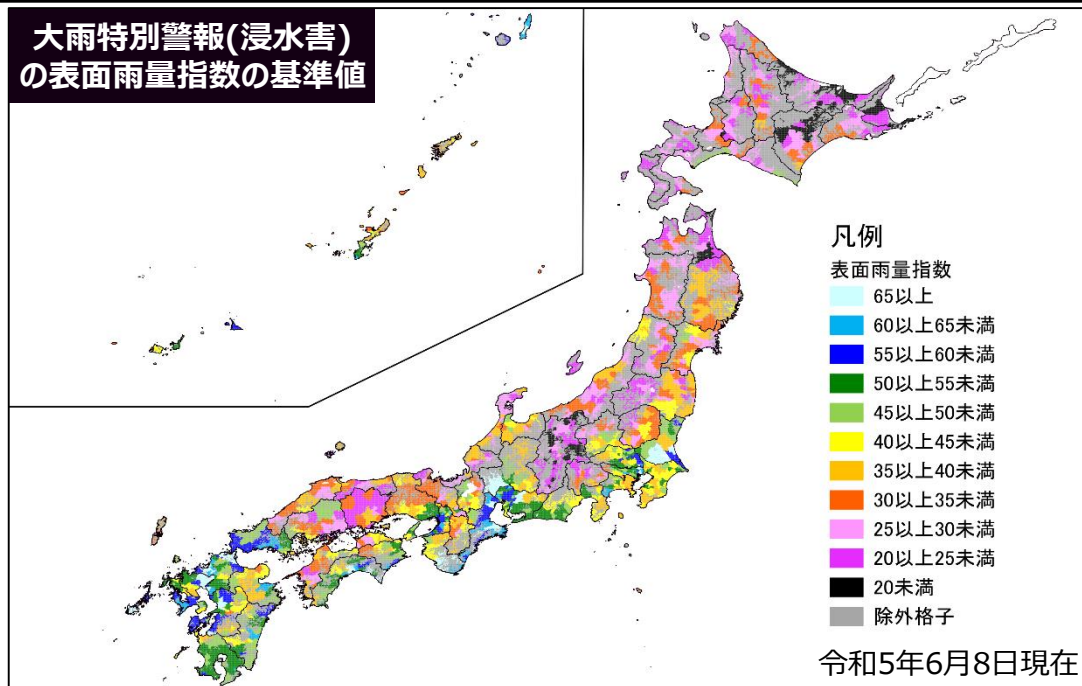 大雨特別警報(浸水害)
の表面雨量指数の基準値
凡例
表面雨量指数
65以上
60以上65未満
55以上60未満
50以上55未満
45以上50未満
40以上45未満
35以上40未満
30以上35未満
25以上30未満
20以上25未満
20未満
除外格子
令和5年6月8日現在